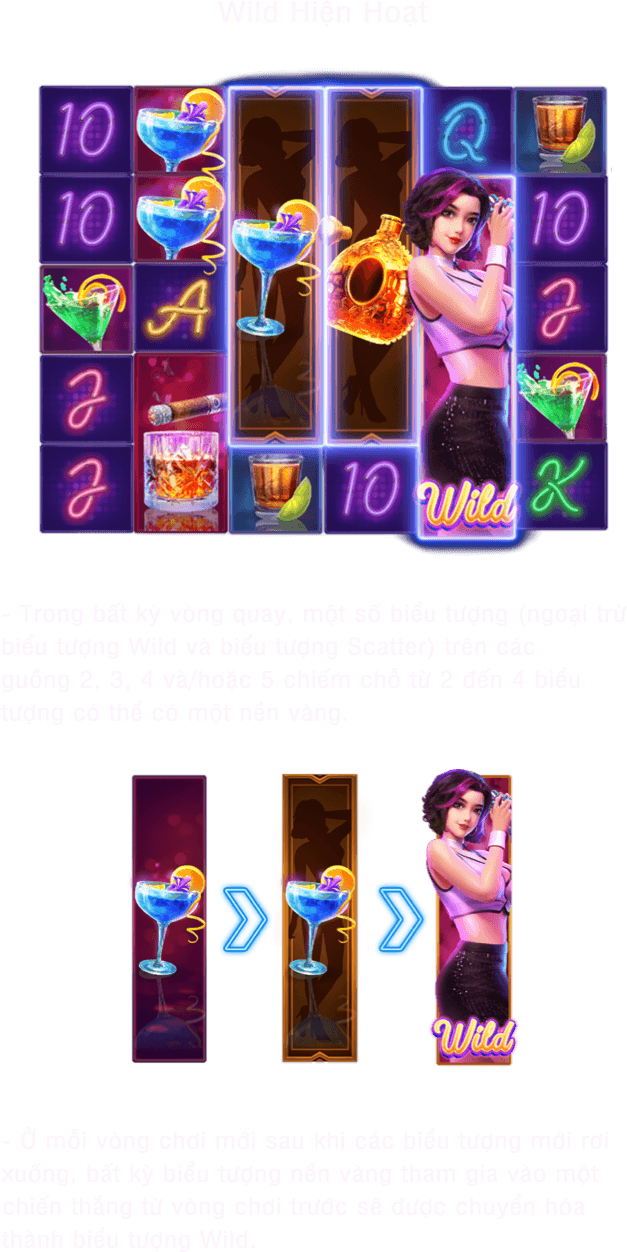 Wild Hiện Hoạt
10 Q
10 10
A J
J
J 10 Wild K
- Trong bất kỳ vòng quay, một số biểu tượng (ngoại trừ
biểu tượng Wild và biểu tượng Scatter) trên các
guồng 2, 3, 4 và/hoặc 5 chiếm chỗ từ 2 đến 4 biểu
tượng có thể có một nền vàng.
Wild
- Ở mỗi vòng chơi mới sau khi các biểu tượng mới rơi
xuống, bất kỳ biểu tượng nền vàng tham gia vào một
chiến thắng từ vòng chơi trước sẽ được chuyển hóa
thành biểu tượng Wild.